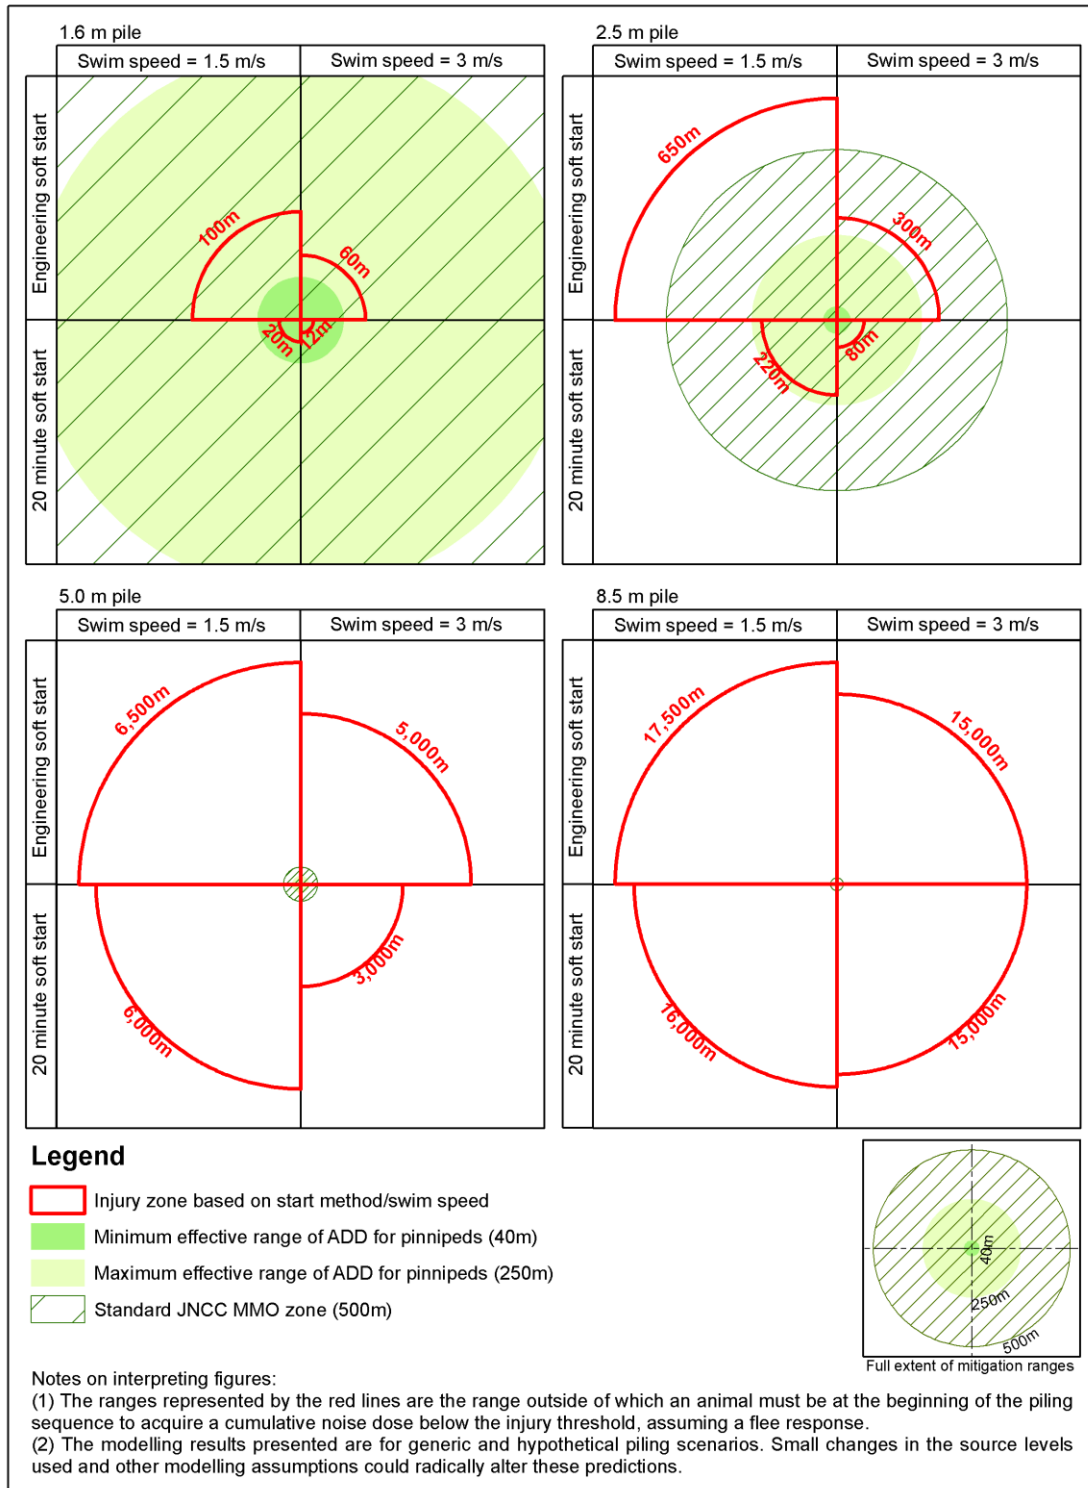 1.6 m pile
Swim speed = 1.5 m/s
Swim speed = 3 m/s
Engineering soft start
20 minute soft start
100m
60m
20m
12m
2.5 m pile
Swim speed = 1.5 m/s
Swim speed = 3 m/s
Engineering soft start
20 minute soft start
650m
300m
220m
80m
5.0 m pile
Swim speed = 1.5 m/s
Swim speed = 3 m/s
Engineering soft start
20 minute soft start
6,500m
5,000m
6,000m
3,000m
8.5 m pile
Swim speed = 1.5 m/s
Swim speed = 3 m/s
Engineering soft start
20 minute soft start
17,500m
15,000m
16,000m
15,000m
Legend
Injury zone based on start method/swim speed
Minimum effective range of ADD for pinnipeds (40m)
Maximum effective range of ADD for pinnipeds (250m)
Standard JNCC MMO zone (500m)
40m
250m
500m
Full extent of mitigation ranges
Notes on interpreting figures:
(1) The ranges represented by the red lines are the range outside of which an animal must be at the beginning of the piling
sequence to acquire a cumulative noise dose below the injury threshold, assuming a flee response.
(2) The modelling results presented are for generic and hypothetical piling scenarios. Small changes in the source levels
used and other modelling assumptions could radically alter these predictions.